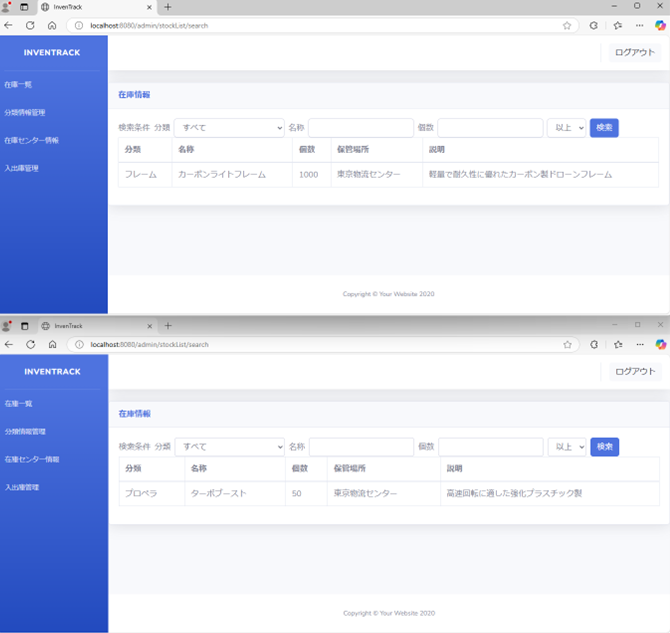 InvenTrack
localhost:8080/admin/stockList/search
INVENTRACK
ログアウト
在庫一覧
分類情報管理
在庫センター情報
入出庫管理
在庫情報
検索条件 分類 すべて 名称 個数 以上 検索
分類 名称 個数 保管場所 説明
フレーム カーボンライトフレーム 1000 東京物流センター 軽量で耐久性に優れたカーボン製ドローンフレーム
Copyright © Your Website 2020
InvenTrack
localhost:8080/admin/stockList/search
INVENTRACK
ログアウト
在庫一覧
分類情報管理
在庫センター情報
入出庫管理
在庫情報
検索条件 分類 すべて 名称 個数 以上 検索
分類 名称 個数 保管場所 説明
プロペラ ターボブースト 50 東京物流センター 高速回転に適した強化プラスチック製
Copyright © Your Website 2020